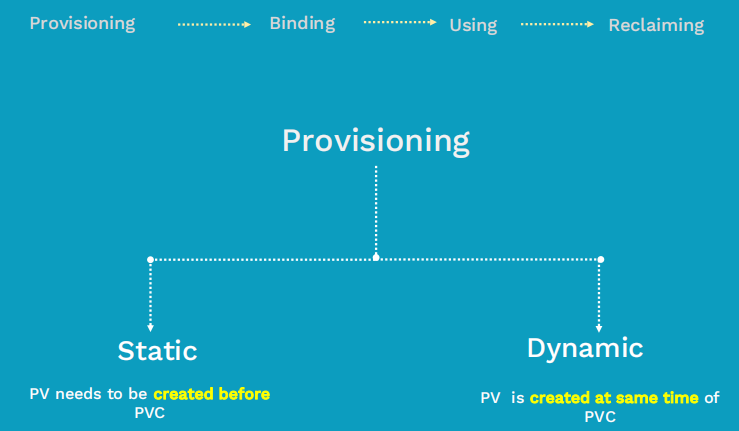 Provisioning Binding Using Reclaiming
Provisioning
Static
PV needs to be created before
PVC
Dynamic
PV is created at same time of
PVC